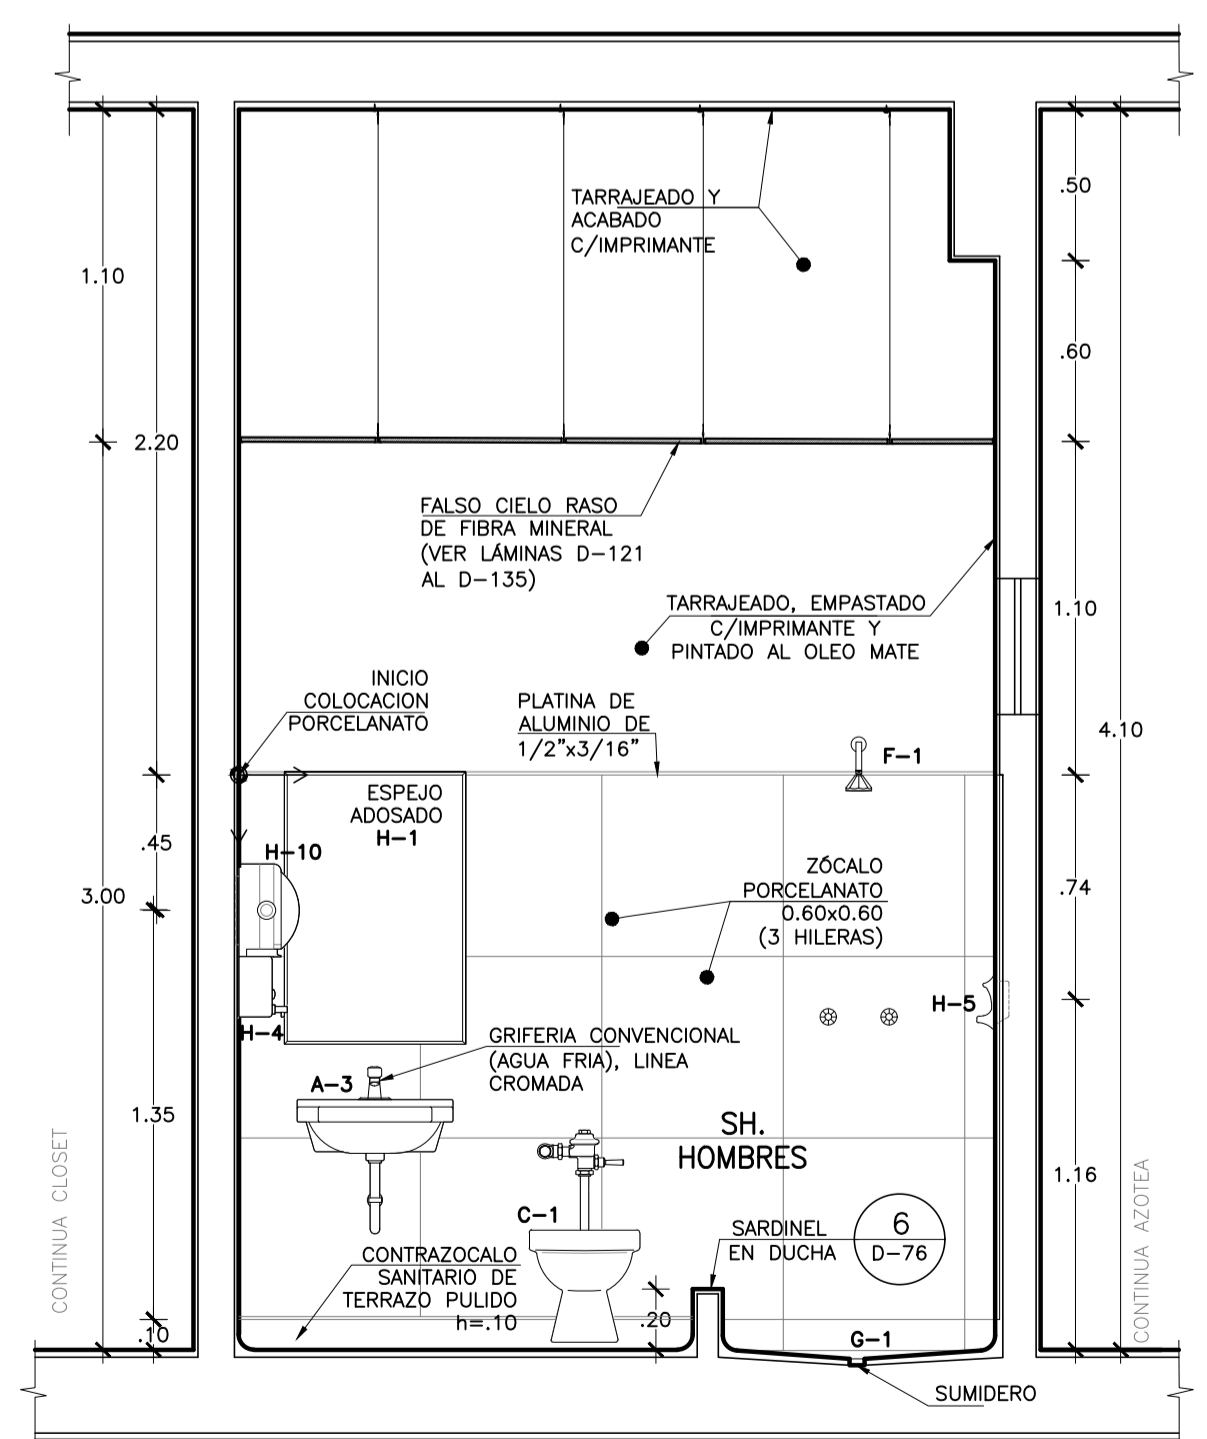 TARRAJEADO Y
ACABADO
C/IMPRIMANTE
.50
1.10
.60
2.20
FALSO CIELO RASO
DE FIBRA MINERAL
(VER LÁMINAS D-121
AL D-135)
TARRAJEADO, EMPASTADO
C/IMPRIMANTE Y
PINTADO AL OLEO MATE
1.10
INICIO
COLOCACION
PORCELANATO
PLATINA DE
ALUMINIO DE
1/2"x3/16"
4.10
F-1
ESPEJO
ADOSADO
H-1
.45
H-10
3.00
ZÓCALO
PORCELANATO
0.60x0.60
(3 HILERAS)
.74
H-5
H-4
GRIFERIA CONVENCIONAL
(AGUA FRIA), LINEA
CROMADA
A-3
1.35
SH.
HOMBRES
1.16
CONTINUA CLOSET
CONTINUA AZOTEA
C-1
SARDINEL
EN DUCHA
6
D-76
CONTRAZOCALO
SANITARIO DE
TERRAZO PULIDO
h=.10
.10
.20
G-1
SUMIDERO